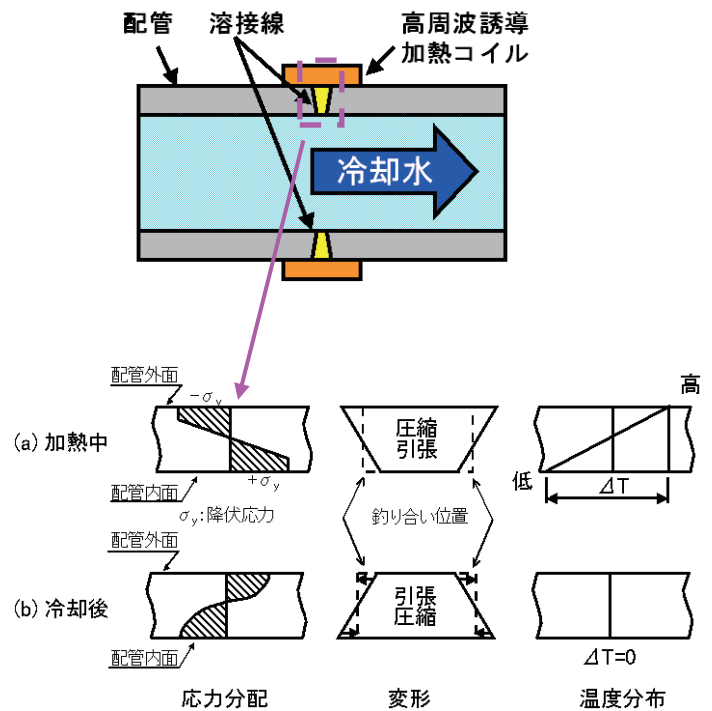 配管
溶接線
高周波誘導
加熱コイル
冷却水
配管外面
−σy
高
(a) 加熱中
圧縮
引張
低
ΔT
配管内面
+σy
σy:降伏応力
釣り合い位置
配管外面
(b) 冷却後
引張
圧縮
配管内面
ΔT=0
応力分配
変形
温度分布